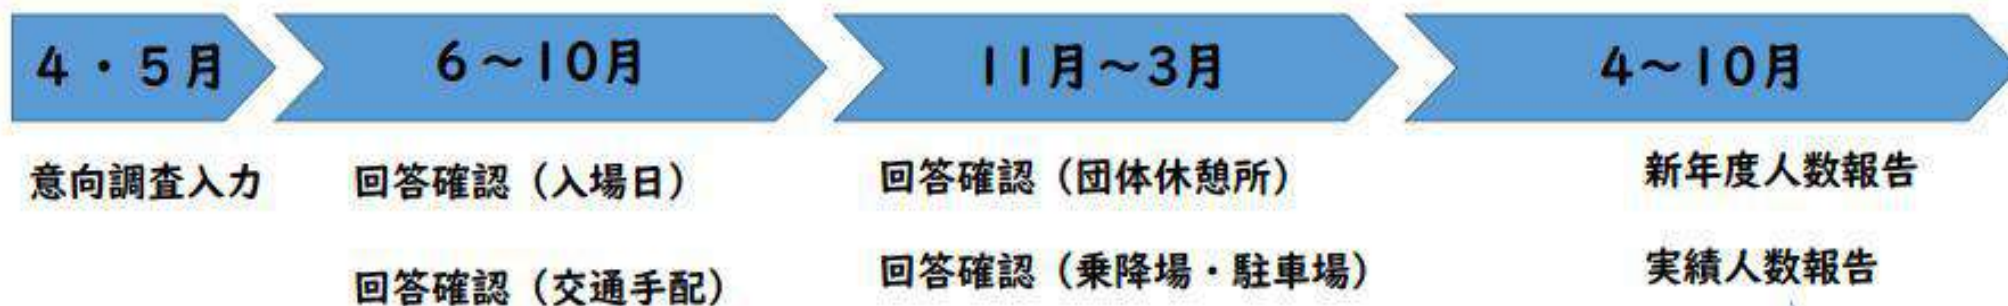 4・5月
6～10月
11月～3月
4～10月
意向調査入力
回答確認（入場日）
回答確認（団体休憩所）
新年度人数報告
回答確認（交通手配）
回答確認（乗降場・駐車場）
実績人数報告